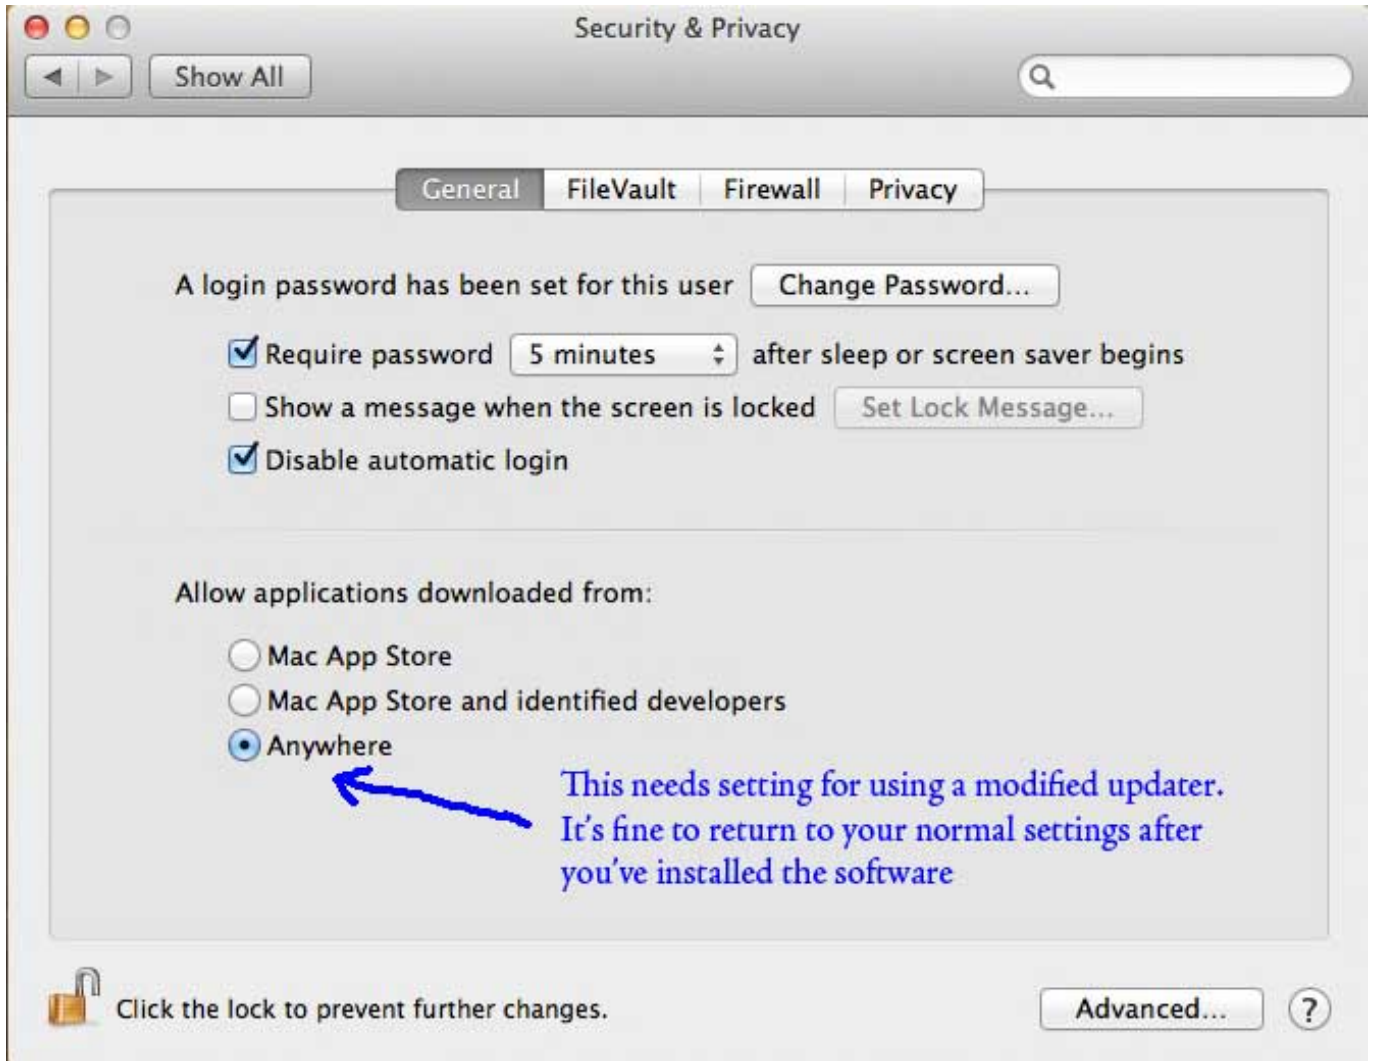 Security & Privacy
Show All
General FileVault Firewall Privacy
A login password has been set for this user Change Password...
Require password 5 minutes after sleep or screen saver begins
Show a message when the screen is locked Set Lock Message...
Disable automatic login
Allow applications downloaded from:
Mac App Store
Mac App Store and identified developers
Anywhere
This needs setting for using a modified updater.
It's fine to return to your normal settings after
you've installed the software
Click the lock to prevent further changes. Advanced... ?